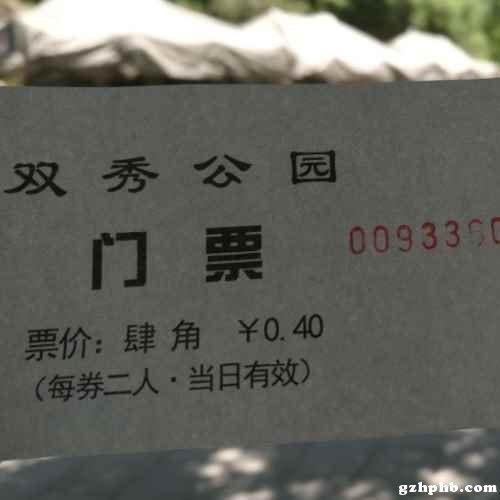 双秀公园
门票
票价：肆角 ￥0.40
（每券二人·当日有效）
gzhphb.com